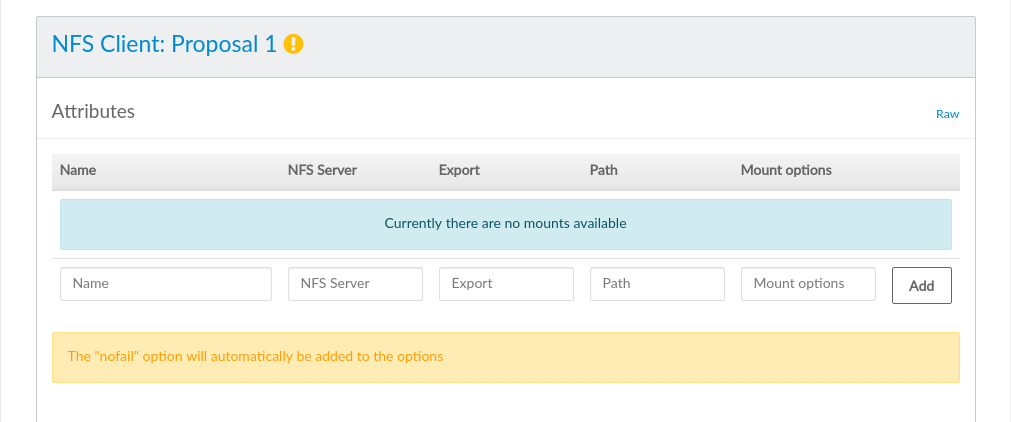 NFS Client: Proposal 1
Attributes
Raw
Name NFS Server Export Path Mount options
Currently there are no mounts available
Name NFS Server Export Path Mount options Add
The "nofail" option will automatically be added to the options